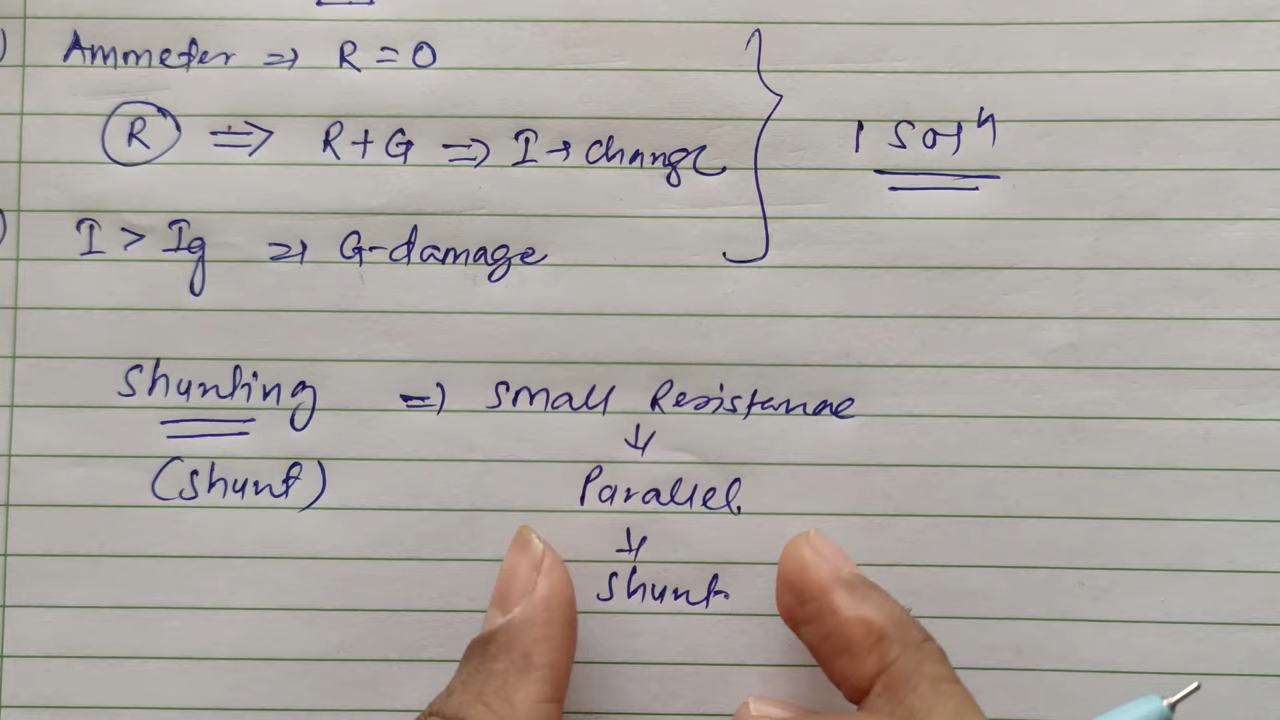 ) Ammeter ⇒ R = 0
R ⇒ R + G ⇒ I → change
1 Sol^n
) I > Ig ⇒ G-damage
Shunting ⇒ Small Resistance
↓
(Shunt) Parallel
↓
Shunt